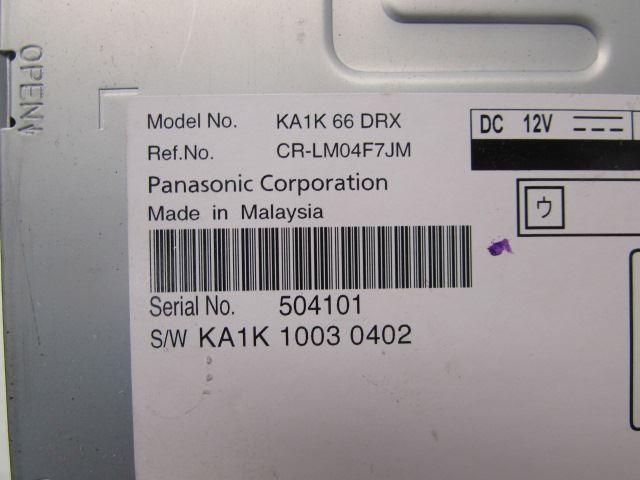 OPEN
Model No. KA1K 66 DRX
Ref.No. CR-LM04F7JM
Panasonic Corporation
Made in Malaysia
Serial No. 504101
S/W KA1K 1003 0402
DC 12V
ウ